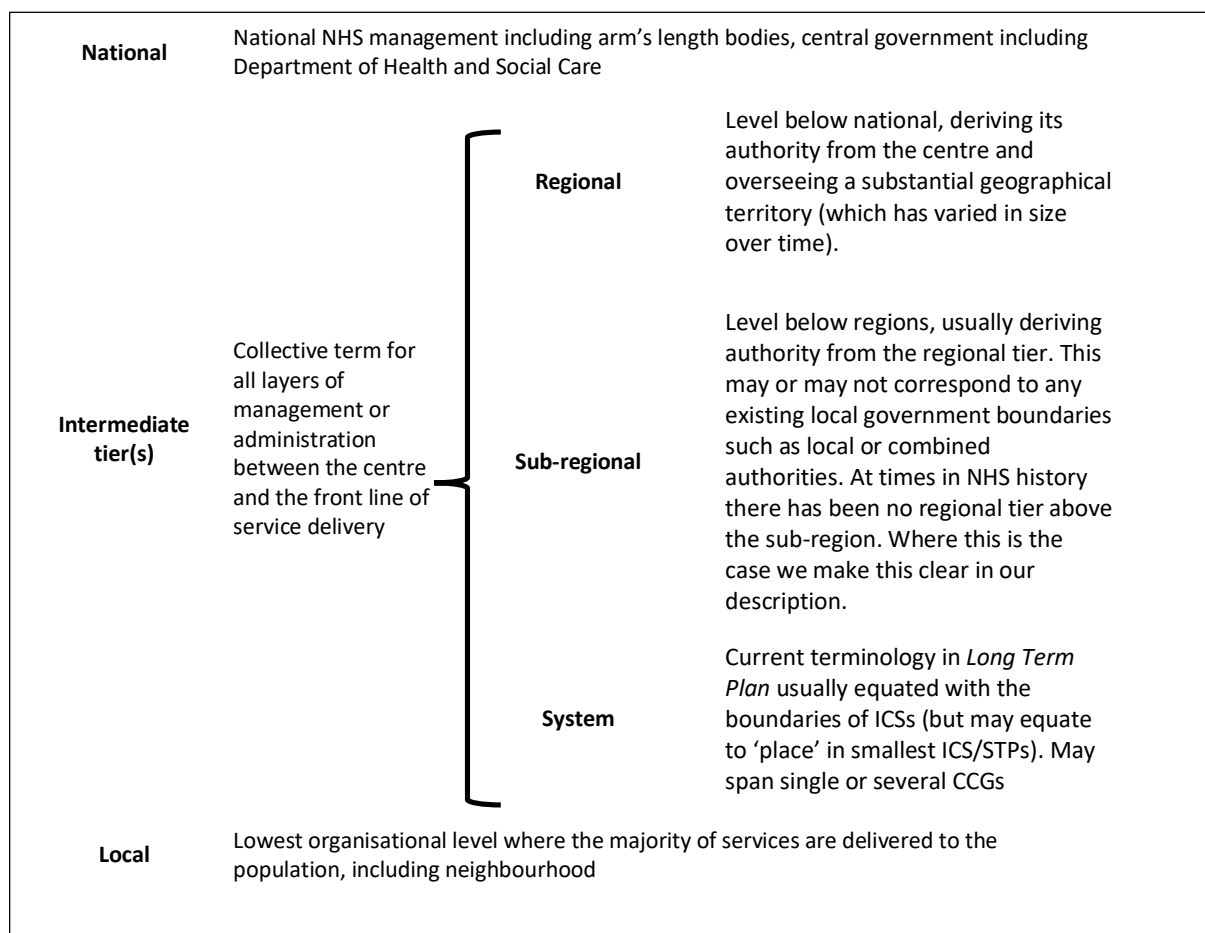 National
National NHS management including arm’s length bodies, central government including
Department of Health and Social Care
Intermediate
tier(s)
Collective term for
all layers of
management or
administration
between the centre
and the front line of
service delivery
Regional
Level below national, deriving its
authority from the centre and
overseeing a substantial geographical
territory (which has varied in size
over time).
Sub-regional
Level below regions, usually deriving
authority from the regional tier. This
may or may not correspond to any
existing local government boundaries
such as local or combined
authorities. At times in NHS history
there has been no regional tier above
the sub-region. Where this is the
case we make this clear in our
description.
System
Current terminology in Long Term
Plan usually equated with the
boundaries of ICSs (but may equate
to ‘place’ in smallest ICS/STPs). May
span single or several CCGs
Local
Lowest organisational level where the majority of services are delivered to the
population, including neighbourhood